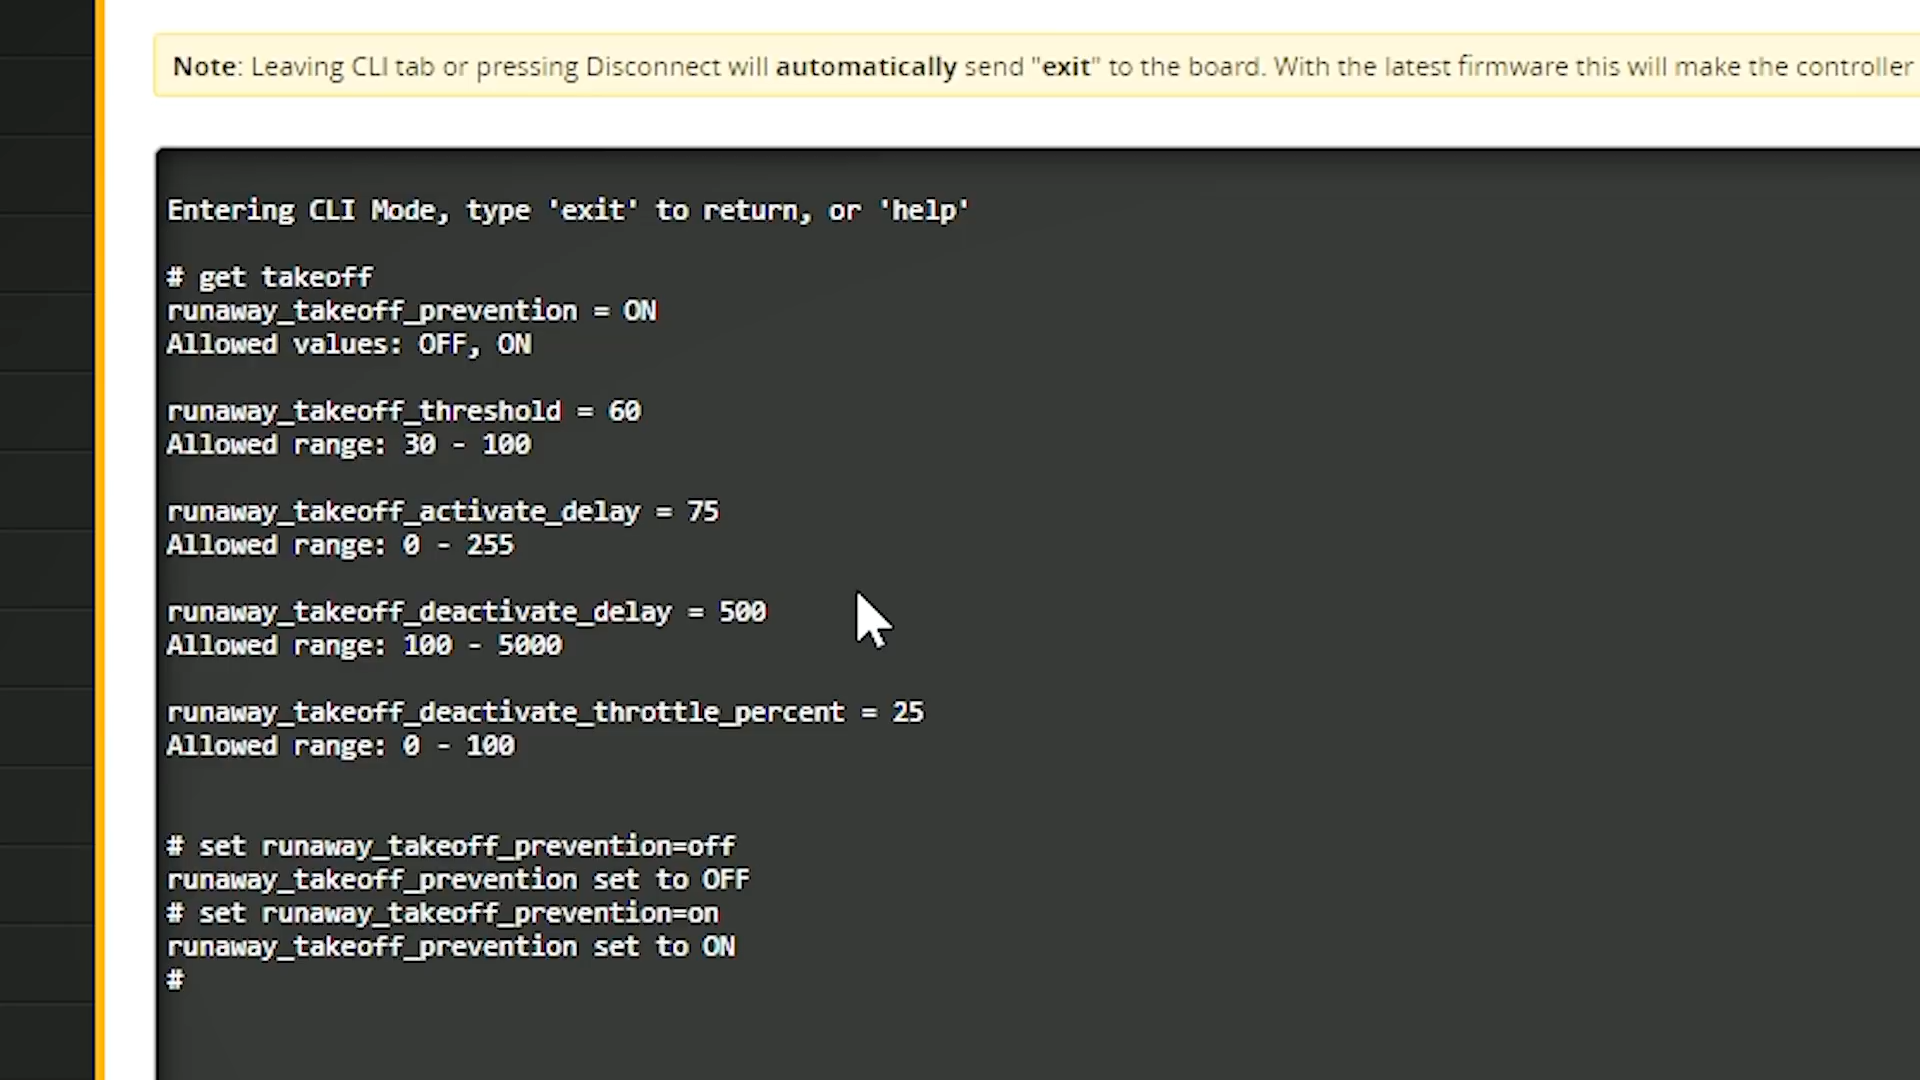 Note: Leaving CLI tab or pressing Disconnect will automatically send "exit" to the board. With the latest firmware this will make the controller
Entering CLI Mode, type 'exit' to return, or 'help'
# get takeoff
runaway_takeoff_prevention = ON
Allowed values: OFF, ON
runaway_takeoff_threshold = 60
Allowed range: 30 - 100
runaway_takeoff_activate_delay = 75
Allowed range: 0 - 255
runaway_takeoff_deactivate_delay = 500
Allowed range: 100 - 5000
runaway_takeoff_deactivate_throttle_percent = 25
Allowed range: 0 - 100
# set runaway_takeoff_prevention=off
runaway_takeoff_prevention set to OFF
# set runaway_takeoff_prevention=on
runaway_takeoff_prevention set to ON
#